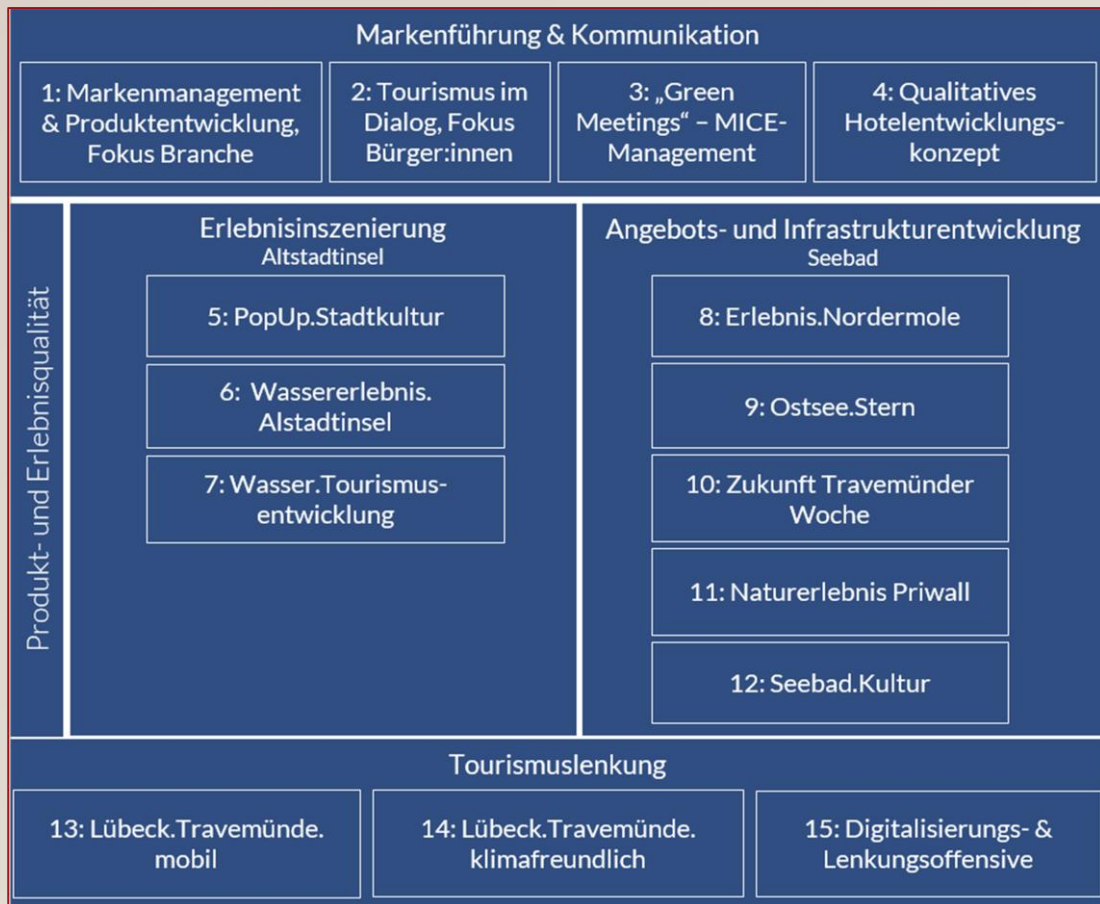 Markenführung & Kommunikation
1: Markenmanagement
& Produktentwicklung,
Fokus Branche
2: Tourismus im
Dialog, Fokus
Bürger:innen
3: „Green
Meetings“ – MICE-
Management
4: Qualitatives
Hotelentwicklungs-
konzept
Produkt- und Erlebnisqualität
Erlebnisinszenierung
Altstadtinsel
5: PopUp.Stadtkultur
6: Wassererlebnis.
Alstadtinsel
7: Wasser.Tourismus-
entwicklung
Angebots- und Infrastrukturentwicklung
Seebad
8: Erlebnis.Nordermole
9: Ostsee.Stern
10: Zukunft Travemünder
Woche
11: Naturerlebnis Priwall
12: Seebad.Kultur
Tourismuslenkung
13: Lübeck.Travemünde.
mobil
14: Lübeck.Travemünde.
klimafreundlich
15: Digitalisierungs- &
Lenkungsoffensive